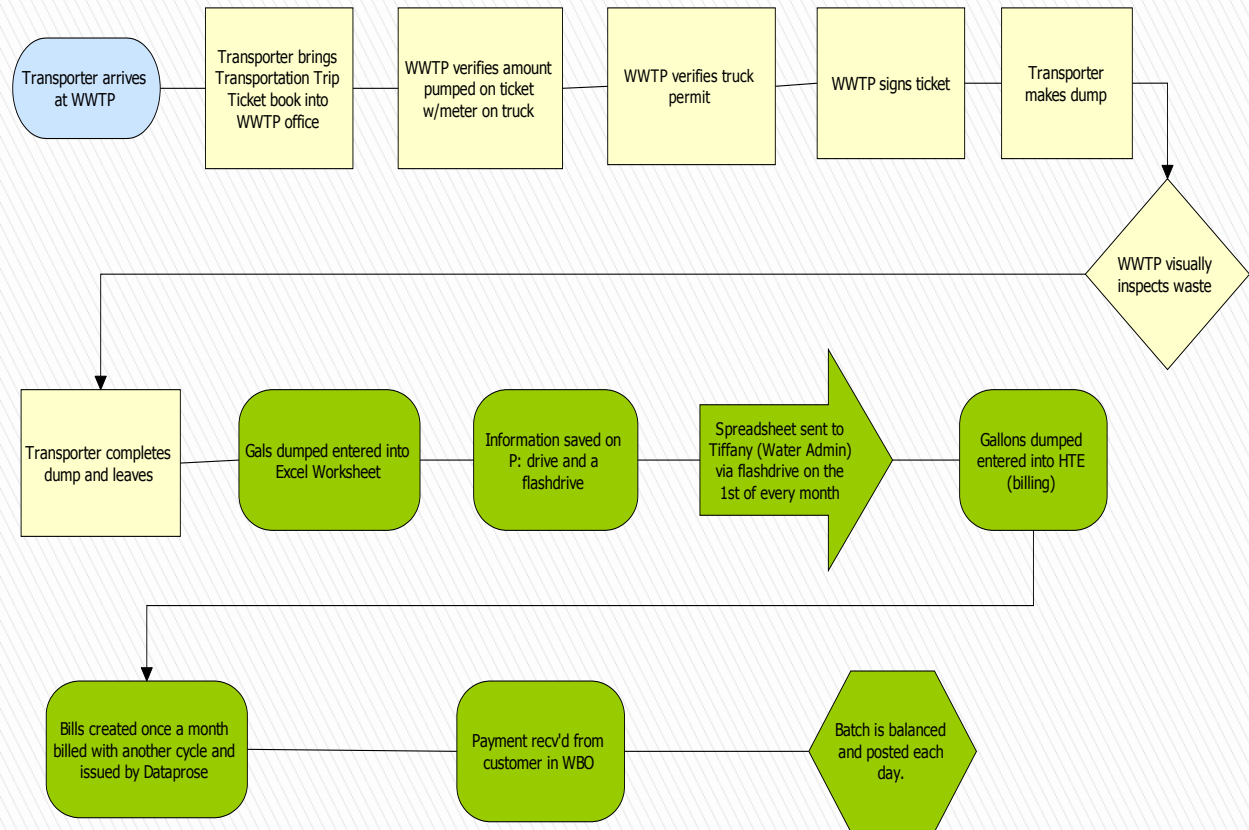 Transporter arrives
at WWTP
Transporter brings
Transportation Trip
Ticket book into
WWTP office
WWTP verifies amount
pumped on ticket
w/meter on truck
WWTP verifies truck
permit
WWTP signs ticket
Transporter
makes dump
WWTP visually
inspects waste
Transporter completes
dump and leaves
Gals dumped entered into
Excel Worksheet
Information saved on
P: drive and a
flashdrive
Spreadsheet sent to
Tiffany (Water Admin)
via flashdrive on the
1st of every month
Gallons dumped
entered into HTE
(billing)
Bills created once a month
billed with another cycle and
issued by Dataprose
Payment recv'd from
customer in WBO
Batch is balanced
and posted each
day.